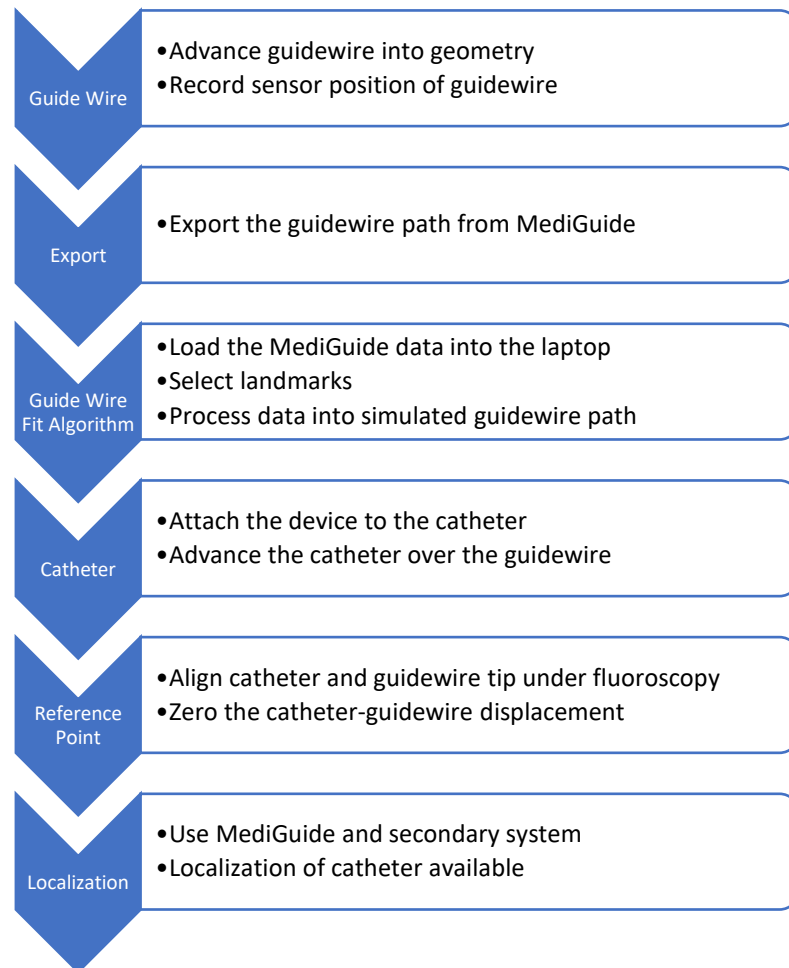 Guide Wire
•Advance guidewire into geometry
•Record sensor position of guidewire
Export
•Export the guidewire path from MediGuide
Guide Wire
Fit Algorithm
•Load the MediGuide data into the laptop
•Select landmarks
•Process data into simulated guidewire path
Catheter
•Attach the device to the catheter
•Advance the catheter over the guidewire
Reference
Point
•Align catheter and guidewire tip under fluoroscopy
•Zero the catheter-guidewire displacement
Localization
•Use MediGuide and secondary system
•Localization of catheter available